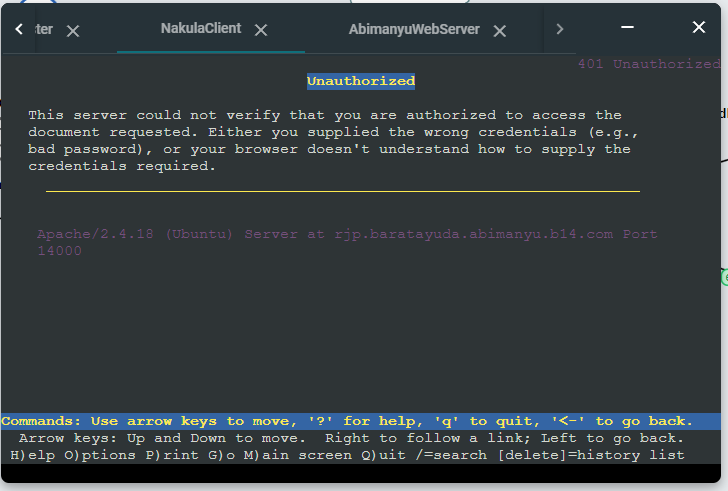 ter
NakulaClient
AbimanyuWebServer
401 Unauthorized
Unauthorized
This server could not verify that you are authorized to access the
document requested. Either you supplied the wrong credentials (e.g.,
bad password), or your browser doesn't understand how to supply the
credentials required.
Apache/2.4.18 (Ubuntu) Server at rjp.baratayuda.abimanyu.b14.com Port
14000
Commands: Use arrow keys to move, '?' for help, 'q' to quit, '<-' to go back.
Arrow keys: Up and Down to move.  Right to follow a link; Left to go back.
H)elp O)ptions P)rint G)o M)ain screen Q)uit /=search [delete]=history list